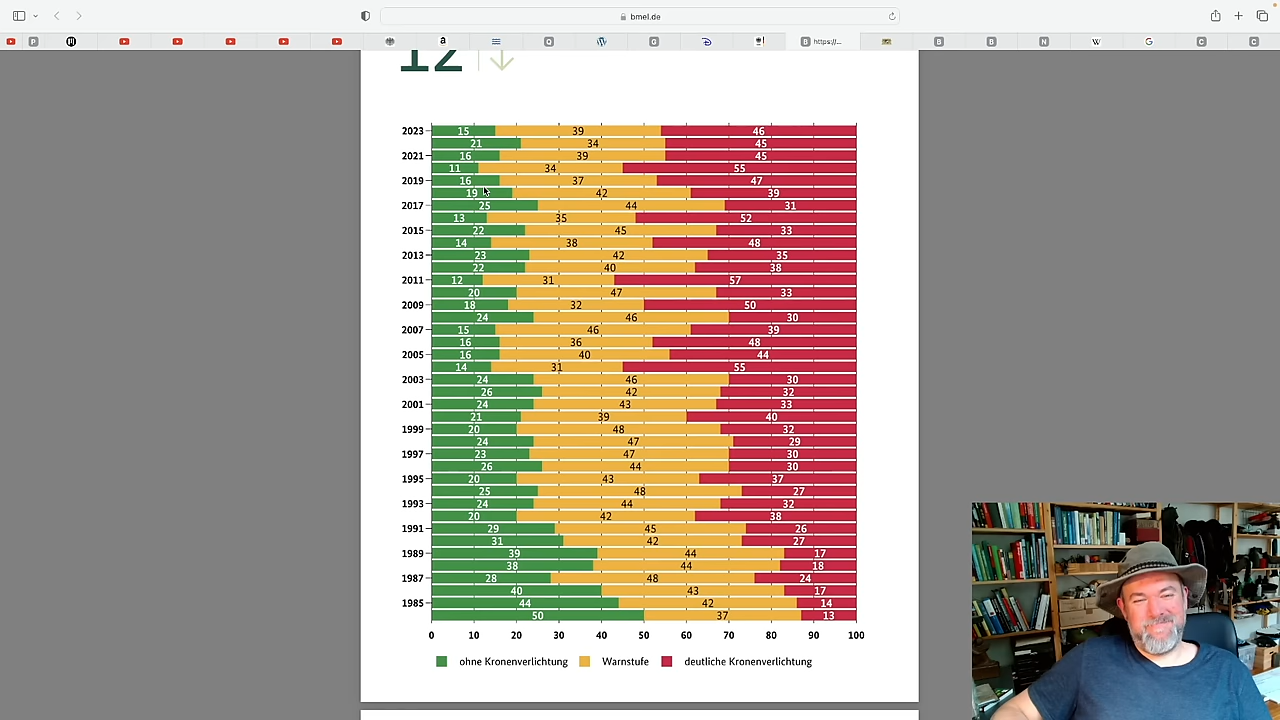 bmel.de
https://...
12
2023 15 39 46
21 34 45
2021 16 39 45
11 34 55
2019 16 37 47
19 42 39
2017 25 44 31
13 35 52
2015 22 45 33
14 38 48
2013 23 42 35
22 40 38
2011 12 31 57
20 47 33
2009 18 32 50
24 46 30
2007 15 46 39
16 36 48
2005 16 40 44
14 31 55
2003 24 46 30
26 42 32
2001 24 43 33
21 39 40
1999 20 48 32
24 47 29
1997 23 47 30
26 44 30
1995 20 43 37
25 48 27
1993 24 44 32
20 42 38
1991 29 45 26
31 42 27
1989 39 44 17
38 44 18
1987 28 48 24
40 43 17
1985 44 42 14
50 37 13
0 10 20 30 40 50 60 70 80 90 100
ohne Kronenverlichtung Warnstufe deutliche Kronenverlichtung